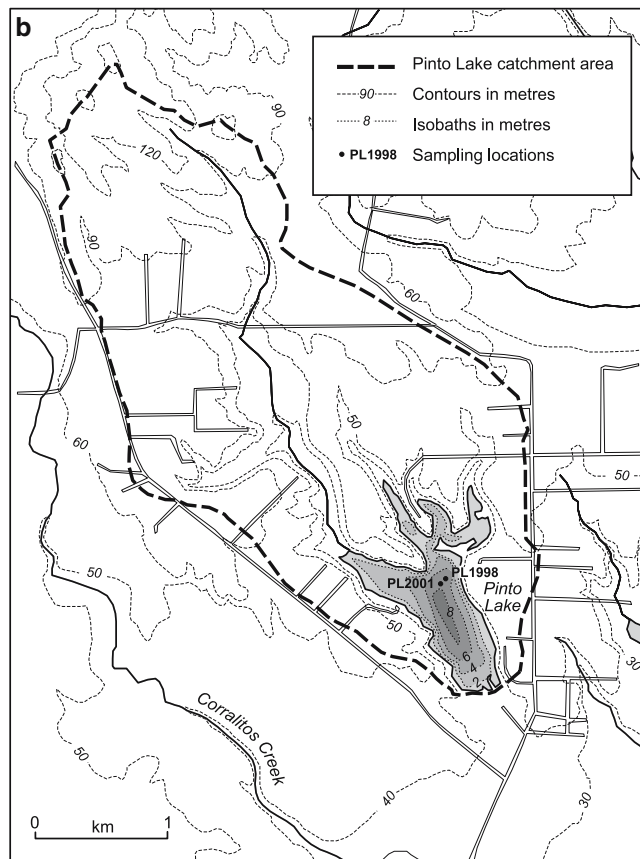 b
Pinto Lake catchment area
90 Contours in metres
8 Isobaths in metres
PL1998 Sampling locations
90
90
120
90
60
50
60
50
50
PL1998
PL2001
Pinto
Lake
8
50
6
4
2
30
50
Corralitos Creek
50
40
30
0 km 1